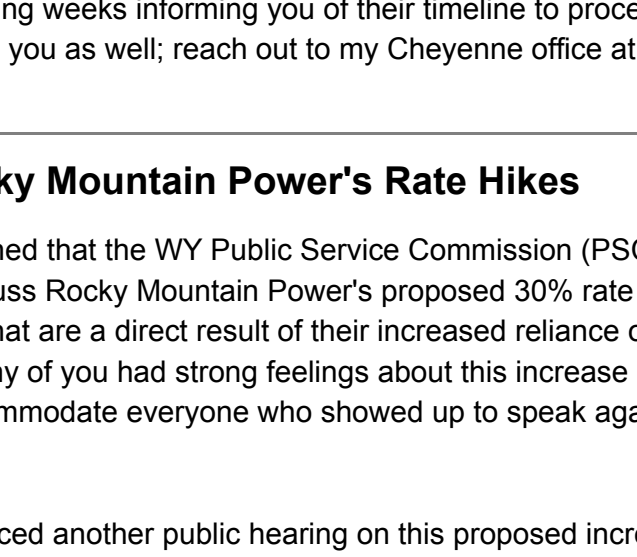 ng weeks informing you of their timeline to proce
you as well; reach out to my Cheyenne office at
ky Mountain Power's Rate Hikes
ned that the WY Public Service Commission (PSC
uss Rocky Mountain Power's proposed 30% rate
hat are a direct result of their increased reliance o
ny of you had strong feelings about this increase
ommodate everyone who showed up to speak aga
ced another public hearing on this proposed incre